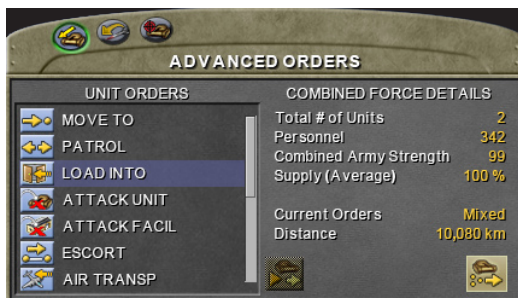 ADVANCED ORDERS
UNIT ORDERS
MOVE TO
PATROL
LOAD INTO
ATTACK UNIT
ATTACK FACIL
ESCORT
AIR TRANSP
COMBINED FORCE DETAILS
Total # of Units 2
Personnel 342
Combined Army Strength 99
Supply (Average) 100 %
Current Orders Mixed
Distance 10,080 km